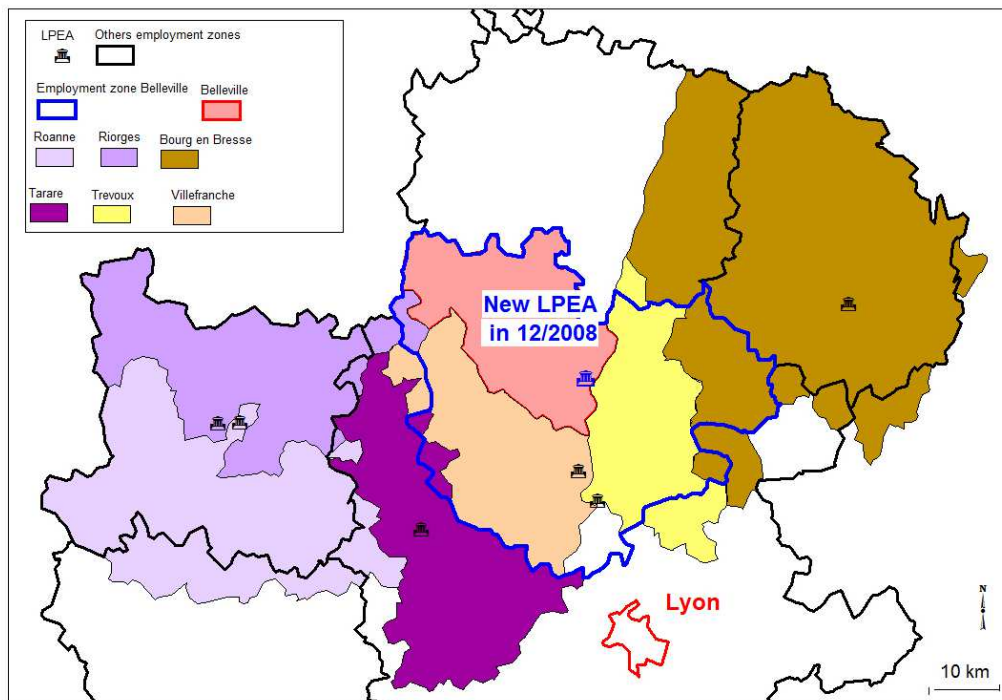 LPEA Others employment zones
Employment zone Belleville Belleville
Roanne Riorges Bourg en Bresse
Tarare Trevoux Villefranche
New LPEA
in 12/2008
Lyon
N
10 km